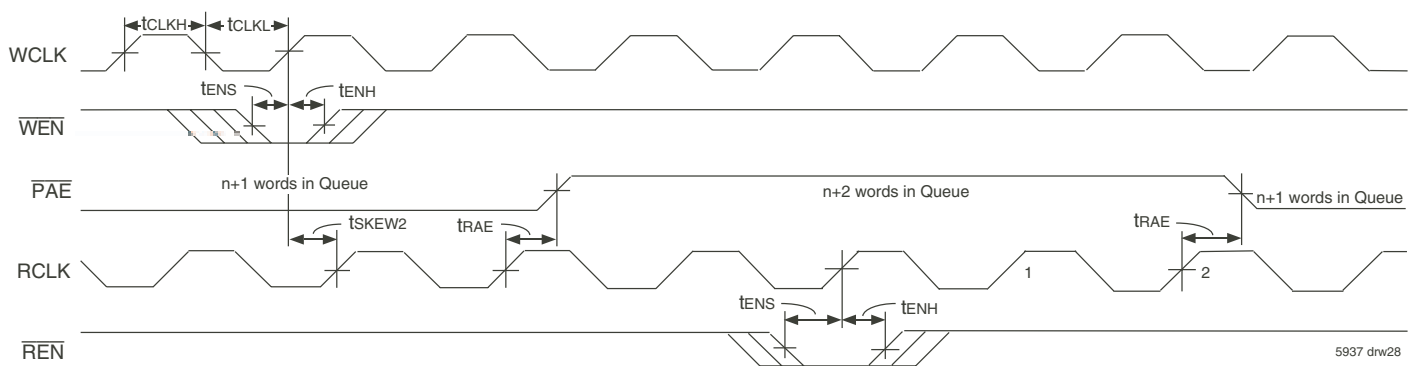 tCLKH tCLKL
WCLK
tENS tENH
WEN
PAE n+1 words in Queue n+2 words in Queue n+1 words in Queue
tSKEW2 tRAE tRAE
RCLK 1 2
tENS tENH
REN
5937 drw28